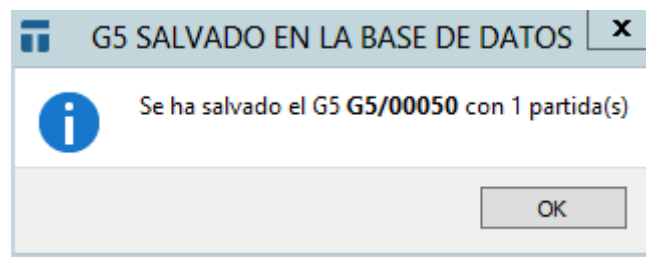 G5 SALVADO EN LA BASE DE DATOS x
Se ha salvado el G5 G5/00050 con 1 partida(s)
OK